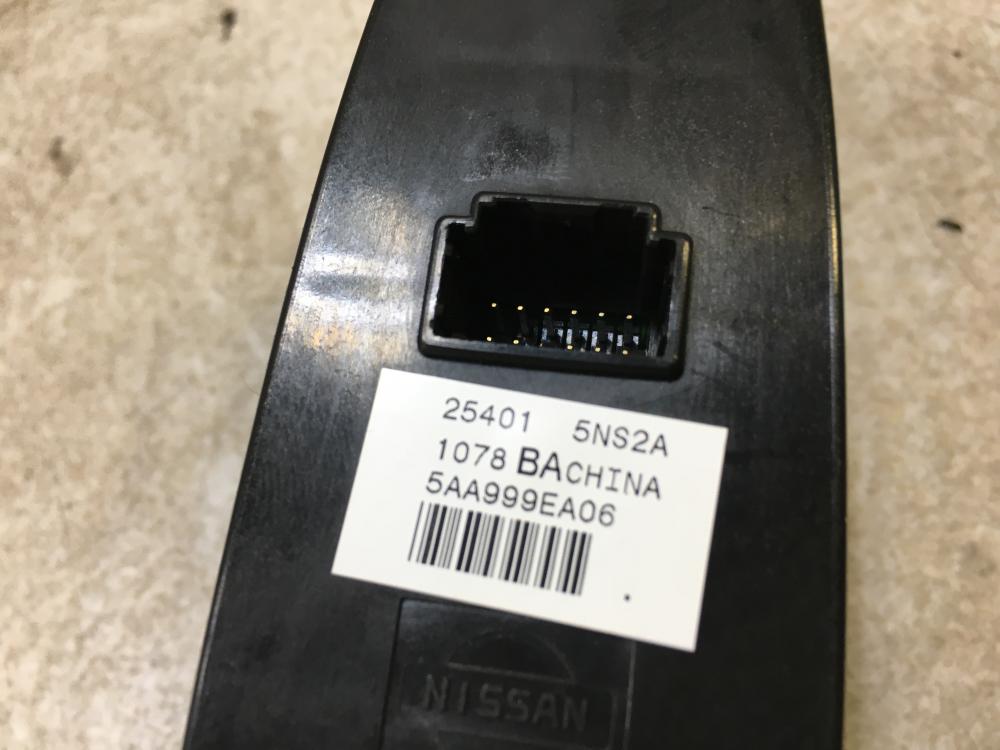 25401 5NS2A
1078 BACHINA
5AA999EA06
NISSAN